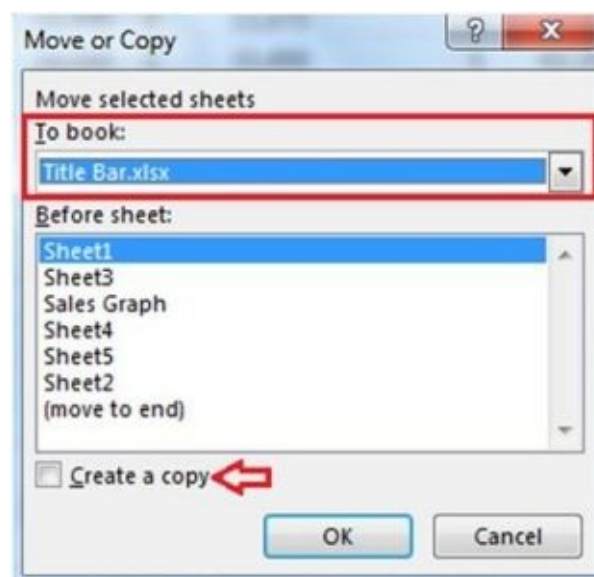 Move or Copy
?
Move selected sheets
To book:
Title Bar.xlsx
Before sheet:
Sheet1
Sheet3
Sales Graph
Sheet4
Sheet5
Sheet2
(move to end)
Create a copy
OK Cancel